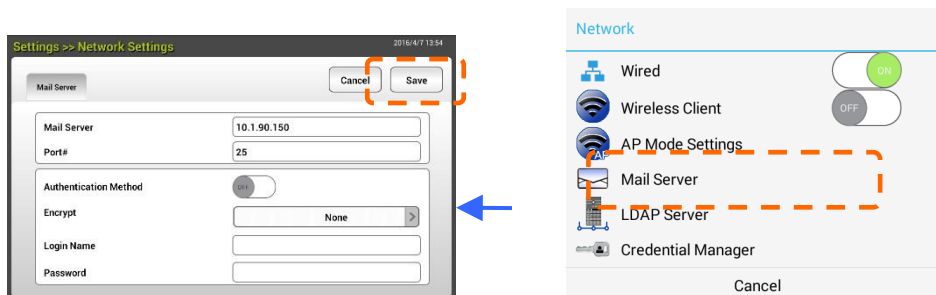 Settings >> Network Settings
2016/4/7 13:54
Mail Server
Cancel
Save
Mail Server
10.1.90.150
Port#
25
Authentication Method
OFF
Encrypt
None
>
Login Name
Password
Network
Wired
ON
Wireless Client
OFF
AP Mode Settings
AP
Mail Server
LDAP Server
Credential Manager
Cancel